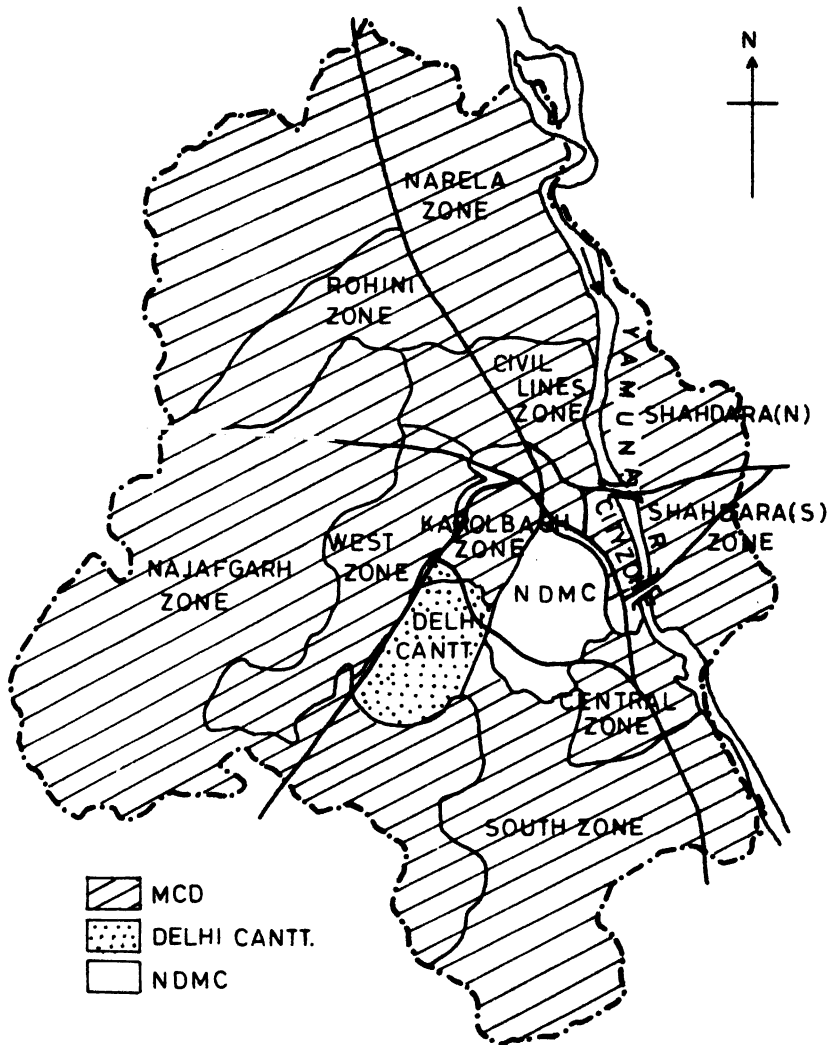 N
NARELA
ZONE
ROHINI
ZONE
CIVIL
LINES
ZONE
YAMUNA
SHAHDARA(N)
SHAHDARA(S)
ZONE
CITY ZONE
KAROLBAGH
ZONE
WEST
ZONE
NAJAFGARH
ZONE
NDMC
DELHI
CANTT.
CENTRAL
ZONE
SOUTH ZONE
MCD
DELHI CANTT.
NDMC